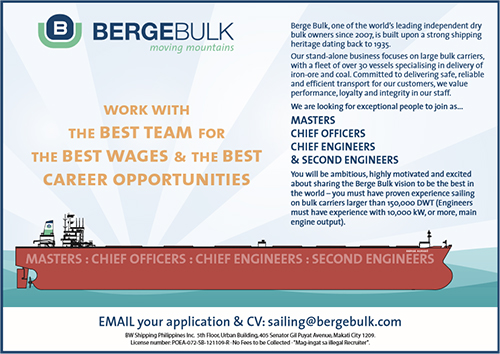 BERGEBULK
moving mountains
WORK WITH
THE BEST TEAM FOR
THE BEST WAGES & THE BEST
CAREER OPPORTUNITIES
Berge Bulk, one of the world's leading independent dry
bulk owners since 2007, is built upon a strong shipping
heritage dating back to 1935.
Our stand-alone business focuses on large bulk carriers,
with a fleet of over 30 vessels specialising in delivery of
iron-ore and coal. Committed to delivering safe, reliable
and efficient transport for our customers, we value
performance, loyalty and integrity in our staff.
We are looking for exceptional people to join as...
MASTERS
CHIEF OFFICERS
CHIEF ENGINEERS
& SECOND ENGINEERS
You will be ambitious, highly motivated and excited
about sharing the Berge Bulk vision to be the best in
the world – you must have proven experience sailing
on bulk carriers larger than 150,000 DWT (Engineers
must have experience with 10,000 kW, or more, main
engine output).
MASTERS : CHIEF OFFICERS : CHIEF ENGINEERS : SECOND ENGINEERS
EMAIL your application & CV: sailing@bergebulk.com
BW Shipping Philippines Inc. 5th Floor, Urban Building, 405 Senator Gil Puyat Avenue, Makati City 1209.
License number: POEA-072-SB-121109-R - No Fees to be Collected - "Mag-ingat sa illegal Recruiter".